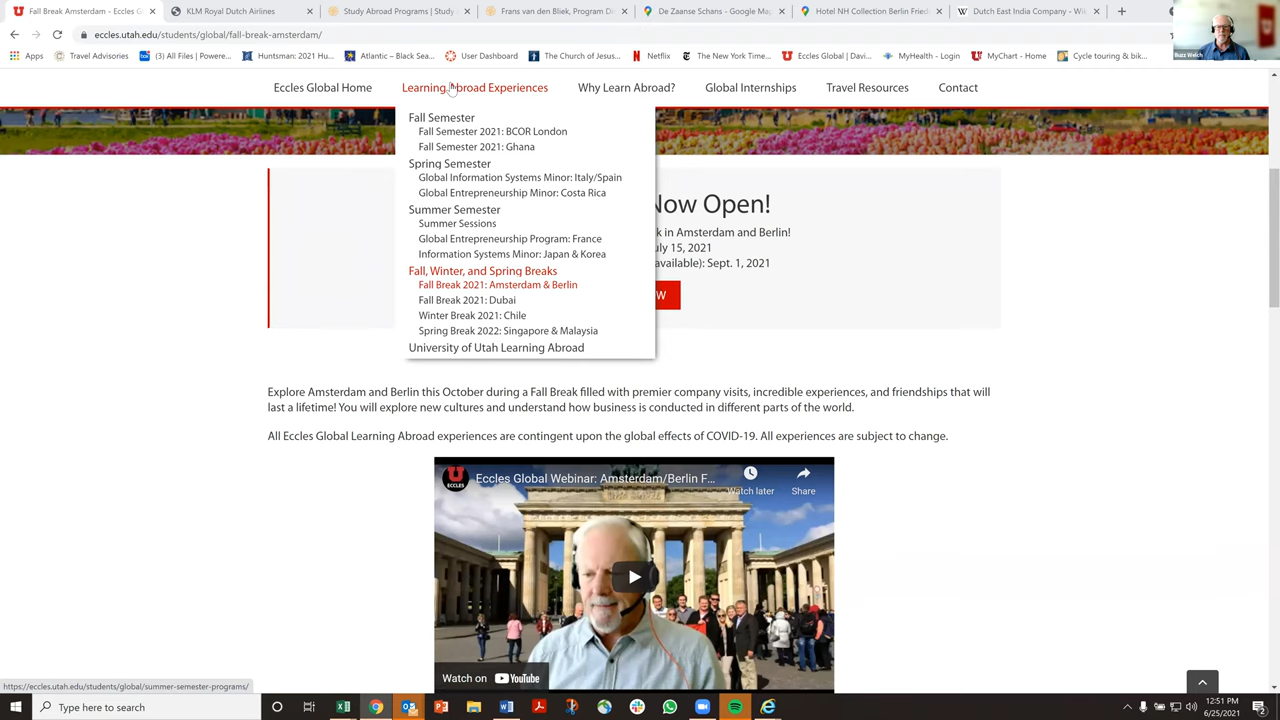 Fall Break Amsterdam - Eccles G
KLM Royal Dutch Airlines
Study Abroad Programs | Study
Frans van den Bliek, Program Di
De Zaanse Schans - Google Map
Hotel NH Collection Berlin Fried
Dutch East India Company - Wik
eccles.utah.edu/students/global/fall-break-amsterdam/
Buzz Welch
Apps
Travel Advisories
(3) All Files | Powere...
Huntsman: 2021 Hu...
Atlantic – Black Sea...
User Dashboard
The Church of Jesus...
Netflix
The New York Time...
Eccles Global | Davi...
MyHealth - Login
MyChart - Home
Cycle touring & bik...
Eccles Global Home
Learning Abroad Experiences
Why Learn Abroad?
Global Internships
Travel Resources
Contact
Fall Semester
Fall Semester 2021: BCOR London
Fall Semester 2021: Ghana
Spring Semester
Global Information Systems Minor: Italy/Spain
Global Entrepreneurship Minor: Costa Rica
Summer Semester
Summer Sessions
Global Entrepreneurship Program: France
Information Systems Minor: Japan & Korea
Fall, Winter, and Spring Breaks
Fall Break 2021: Amsterdam & Berlin
Fall Break 2021: Dubai
Winter Break 2021: Chile
Spring Break 2022: Singapore & Malaysia
University of Utah Learning Abroad
Now Open!
k in Amsterdam and Berlin!
uly 15, 2021
available): Sept. 1, 2021
W
Explore Amsterdam and Berlin this October during a Fall Break filled with premier company visits, incredible experiences, and friendships that will
last a lifetime! You will explore new cultures and understand how business is conducted in different parts of the world.
All Eccles Global Learning Abroad experiences are contingent upon the global effects of COVID-19. All experiences are subject to change.
ECCLES
Eccles Global Webinar: Amsterdam/Berlin F...
Watch later
Share
Watch on YouTube
https://eccles.utah.edu/students/global/summer-semester-programs/
Type here to search
12:51 PM
6/25/2021
2